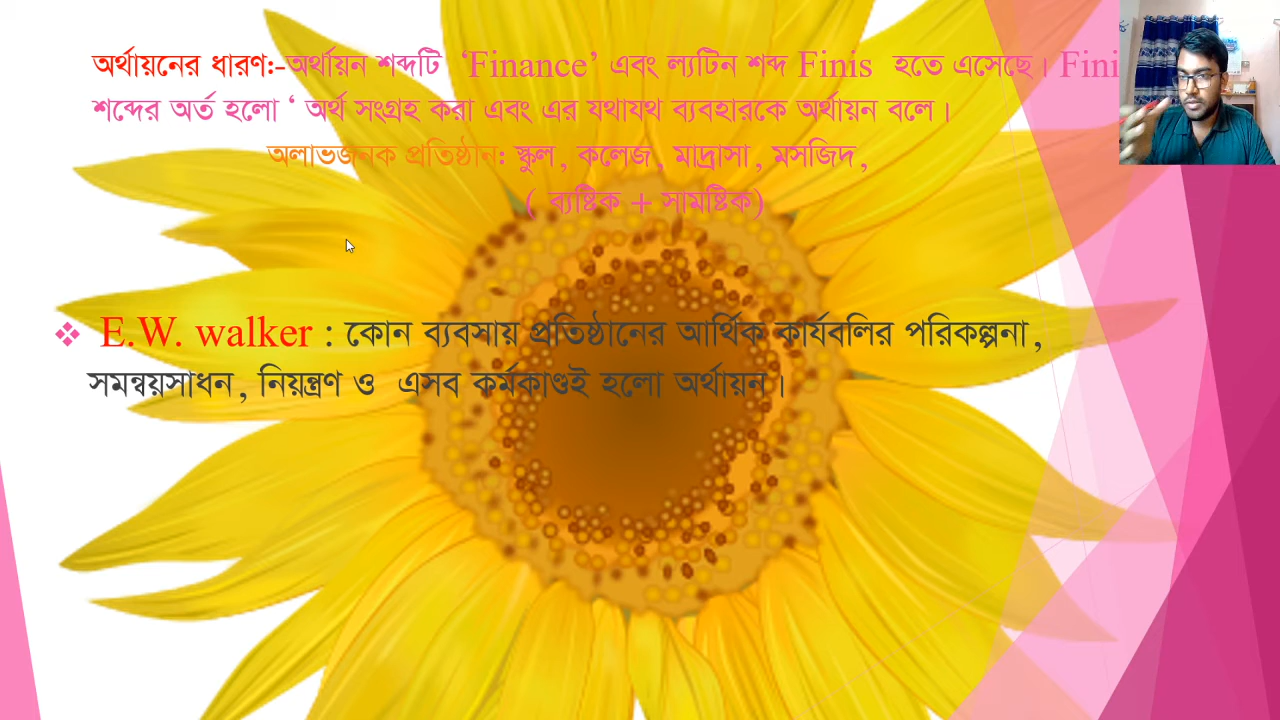 অর্থায়নের ধারণ:-অর্থায়ন শব্দটি ‘Finance’ এবং ল্যটিন শব্দ Finis হতে এসেছে। Fini
শব্দের অর্ত হলো ‘ অর্থ সংগ্রহ করা এবং এর যথাযথ ব্যবহারকে অর্থায়ন বলে।
অলাভজনক প্রতিষ্ঠান: স্কুল, কলেজ, মাদ্রাসা, মসজিদ,
( ব্যষ্টিক + সামষ্টিক)
❖ E.W. walker : কোন ব্যবসায় প্রতিষ্ঠানের আর্থিক কার্যবলির পরিকল্পনা,
সমন্বয়সাধন, নিয়ন্ত্রণ ও এসব কর্মকাণ্ডই হলো অর্থায়ন।